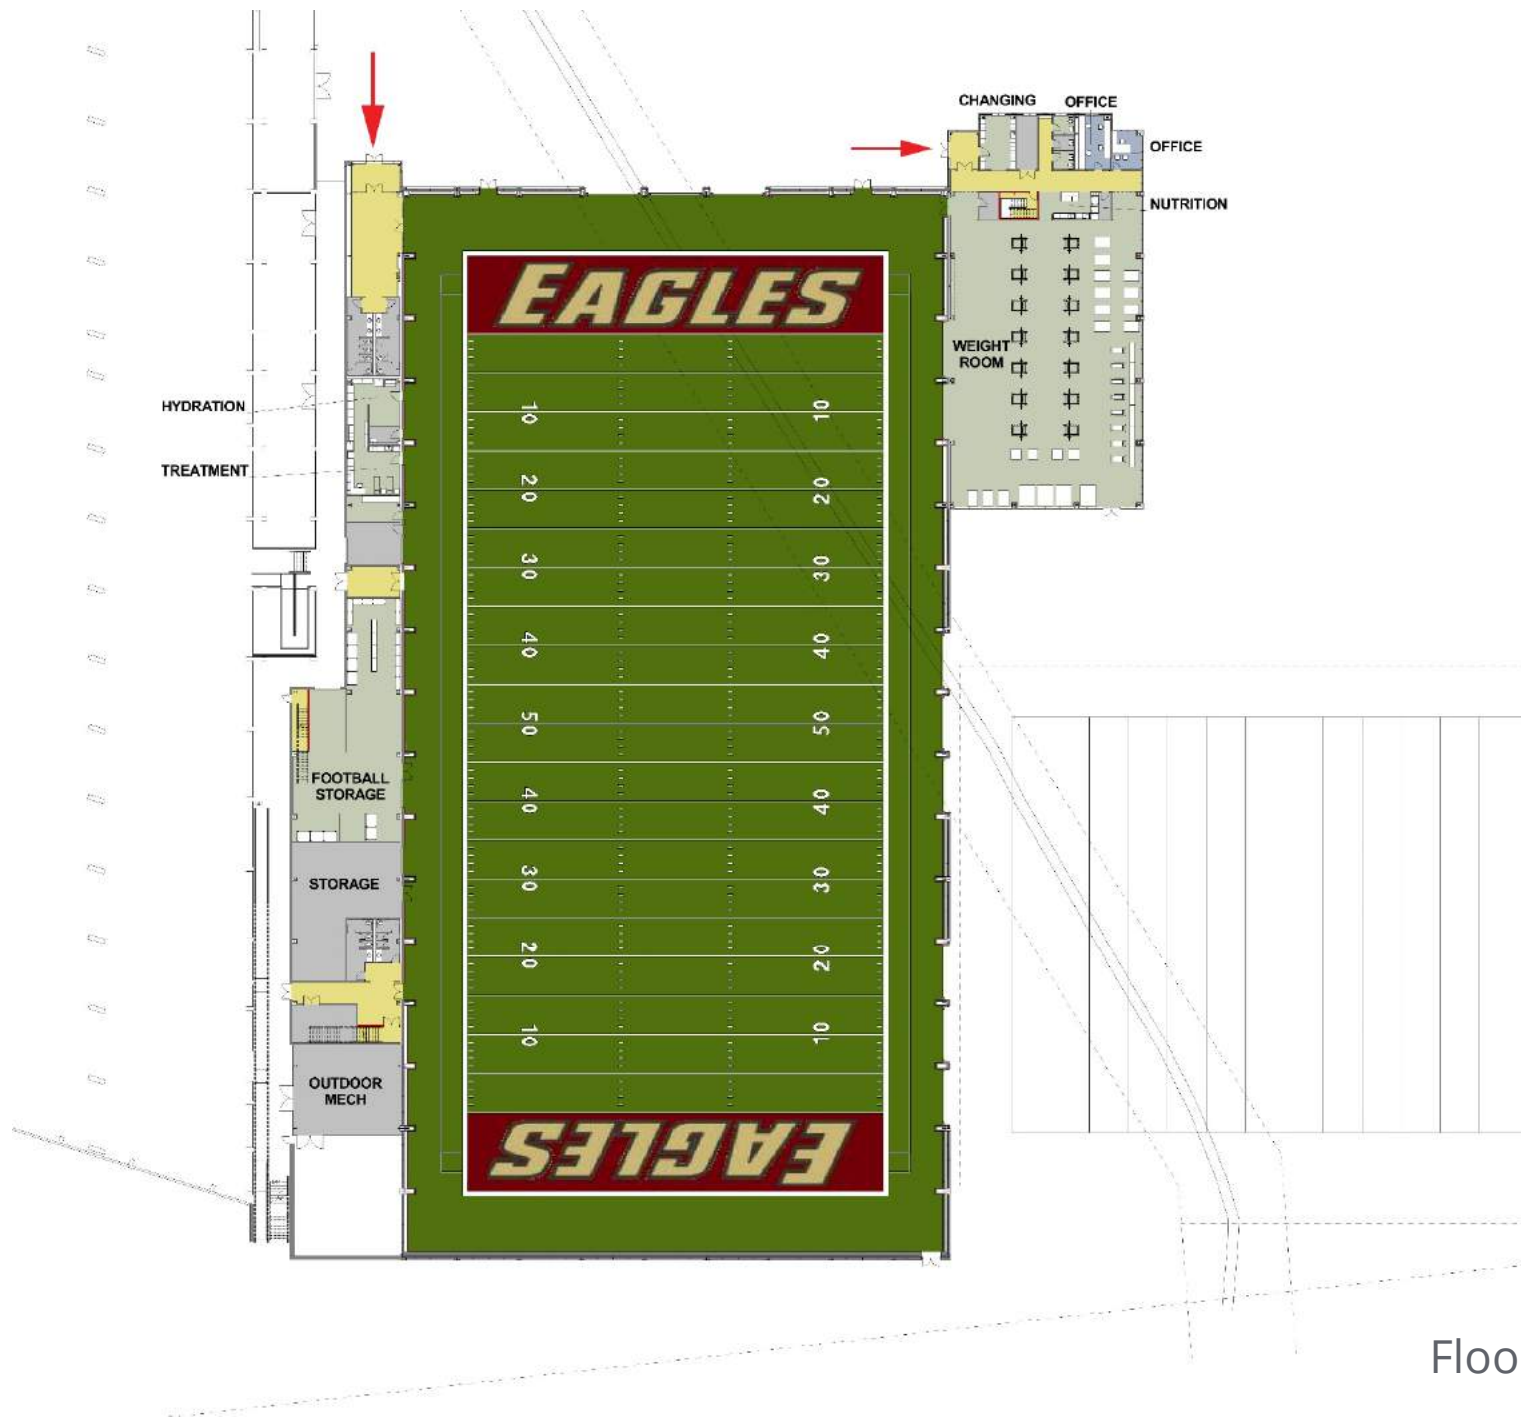 CHANGING
OFFICE
OFFICE
NUTRITION
EAGLES
WEIGHT
ROOM
HYDRATION
10 10
TREATMENT
20 20
30 30
40 40
50 50
FOOTBALL
STORAGE
40 40
STORAGE
30 30
20 20
10 10
OUTDOOR
MECH
EAGLES
Floo